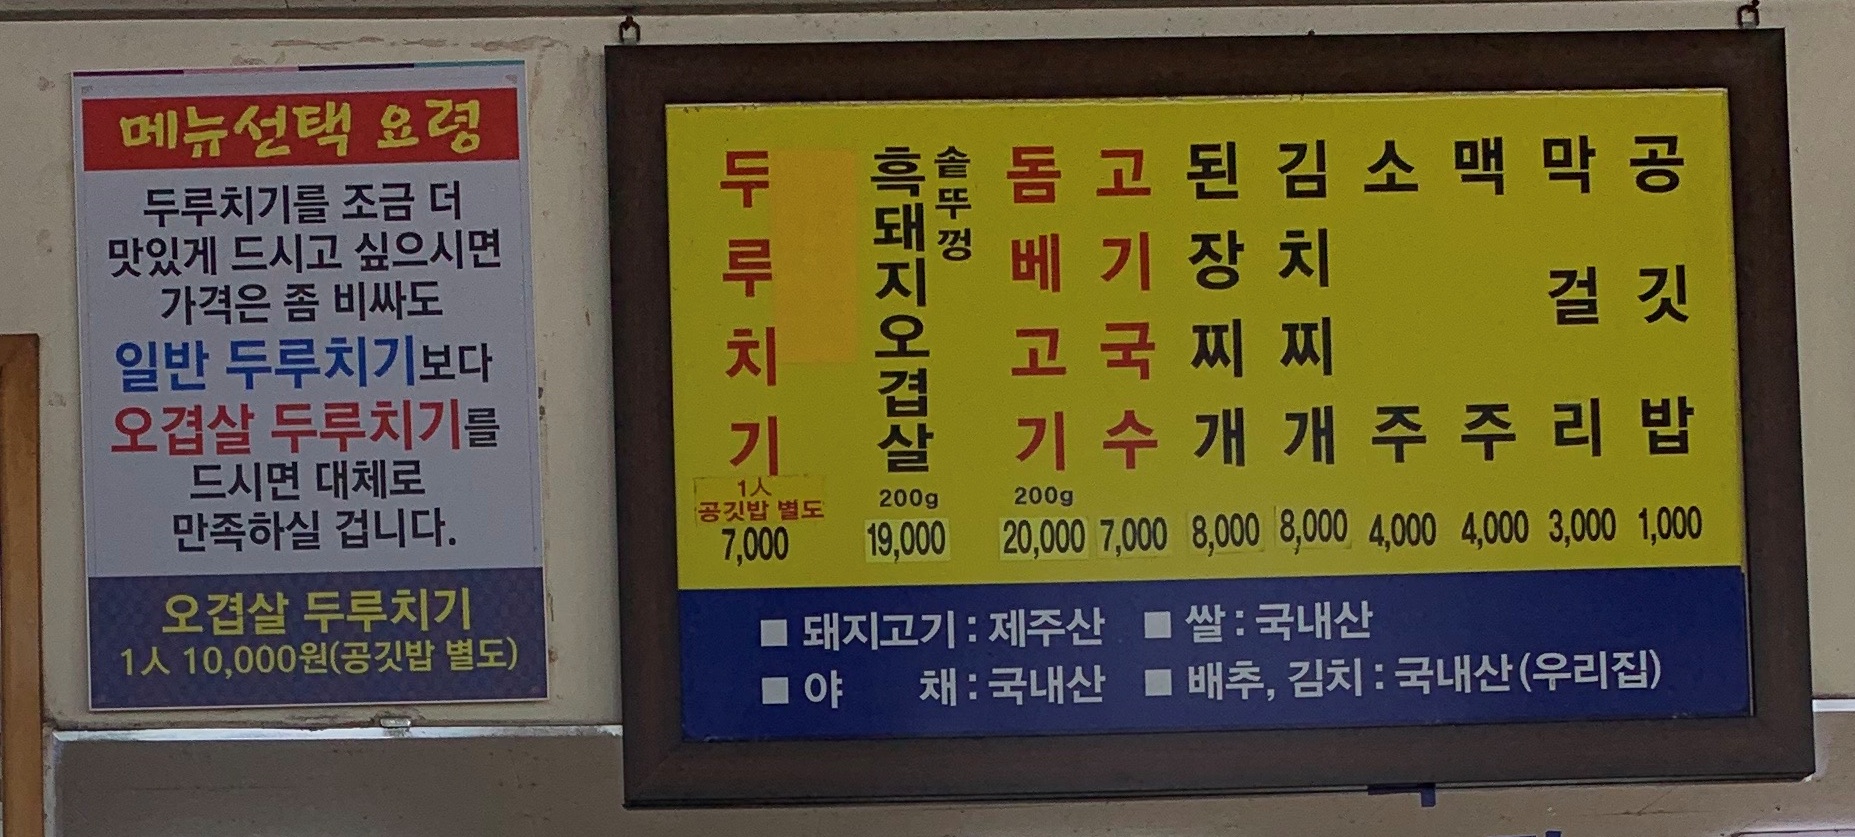 메뉴선택 요령
두루치기를 조금 더
맛있게 드시고 싶으시면
가격은 좀 비싸도
일반 두루치기보다
오겹살 두루치기를
드시면 대체로
만족하실 겁니다.
오겹살 두루치기
1人 10,000원(공깃밥 별도)
두루치기
1人
공깃밥 별도
7,000
솥뚜껑
흑돼지오겹살
200g
19,000
돔베고기
200g
20,000
고기국수
7,000
된장찌개
8,000
김치찌개
8,000
소주
4,000
맥주
4,000
막걸리
3,000
공깃밥
1,000
■ 돼지고기 : 제주산 ■ 쌀 : 국내산
■ 야 채 : 국내산 ■ 배추, 김치 : 국내산 (우리집)